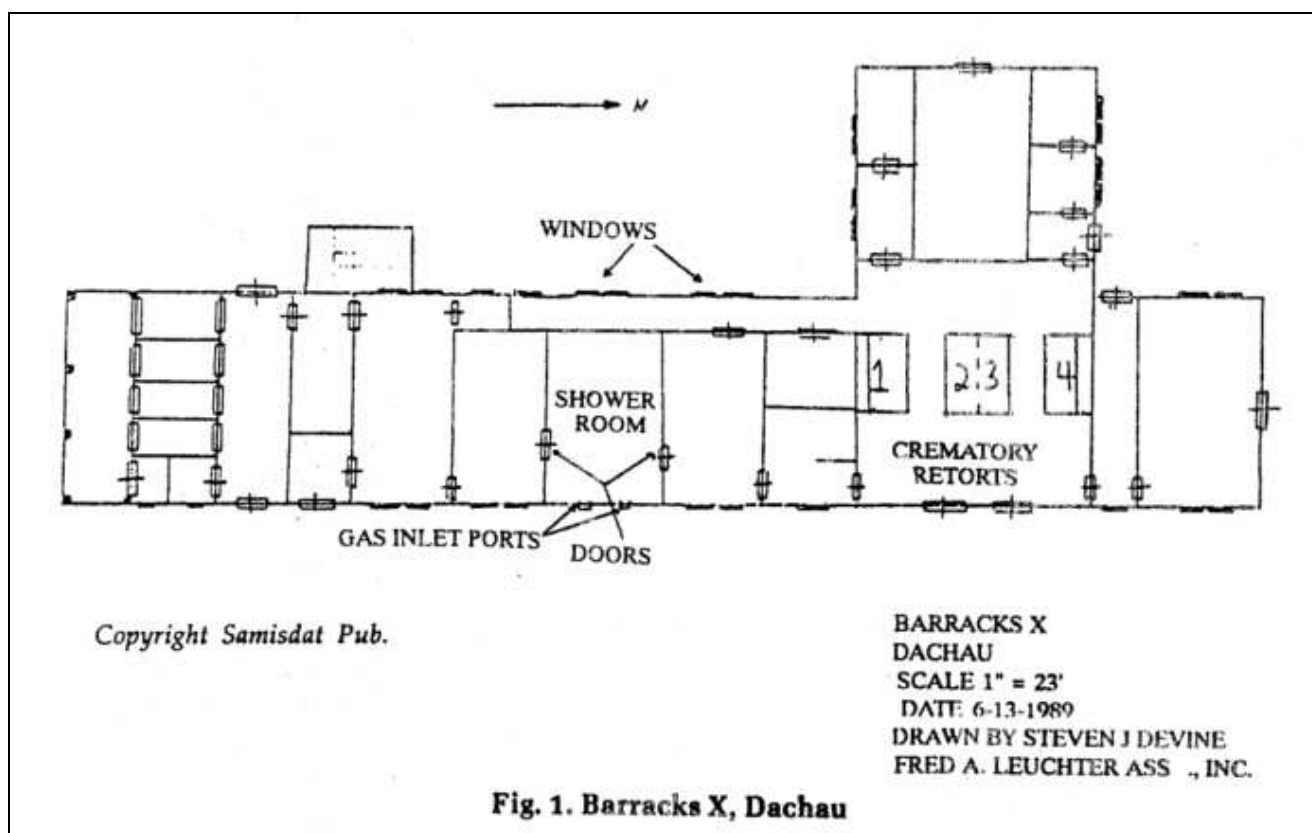 N
WINDOWS
SHOWER
ROOM
1
2
3
4
CREMATORY
RETORTS
GAS INLET PORTS
DOORS
Copyright Samisdat Pub.
BARRACKS X
DACHAU
SCALE 1" = 23'
DATE 6-13-1989
DRAWN BY STEVEN J DEVINE
FRED A. LEUCHTER ASS ., INC.
Fig. 1. Barracks X, Dachau